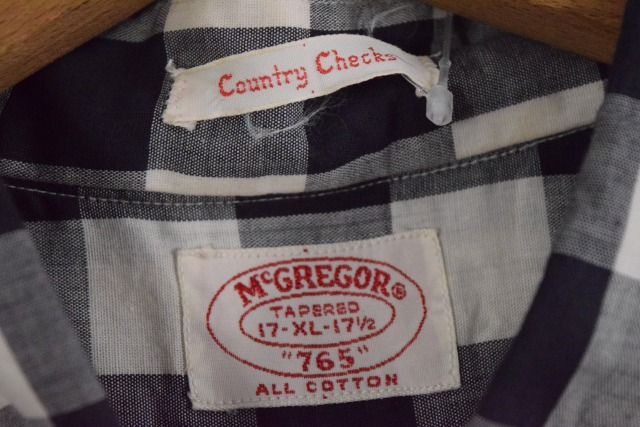 Country Checks
McGREGOR®
TAPERED
17-XL-17½
"765"
ALL COTTON